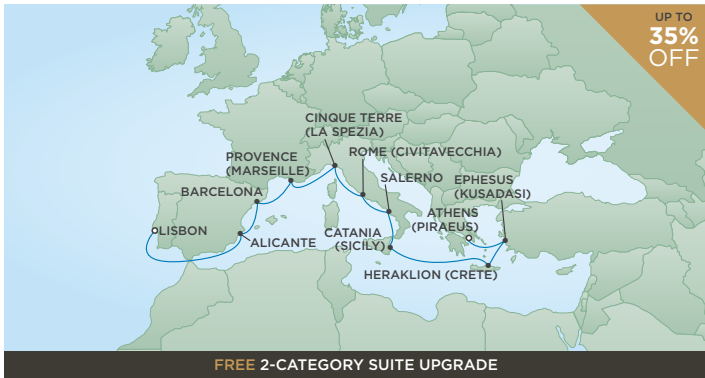 UP TO
35%
OFF
CINQUE TERRE
(LA SPEZIA)
ROME (CIVITAVECCHIA)
PROVENCE
(MARSEILLE)
SALERNO
EPHESUS
(KUSADASI)
BARCELONA
ATHENS
(PIRAEUS)
LISBON
ALICANTE
CATANIA
(SICILY)
HERAKLION (CRETE)
FREE 2-CATEGORY SUITE UPGRADE